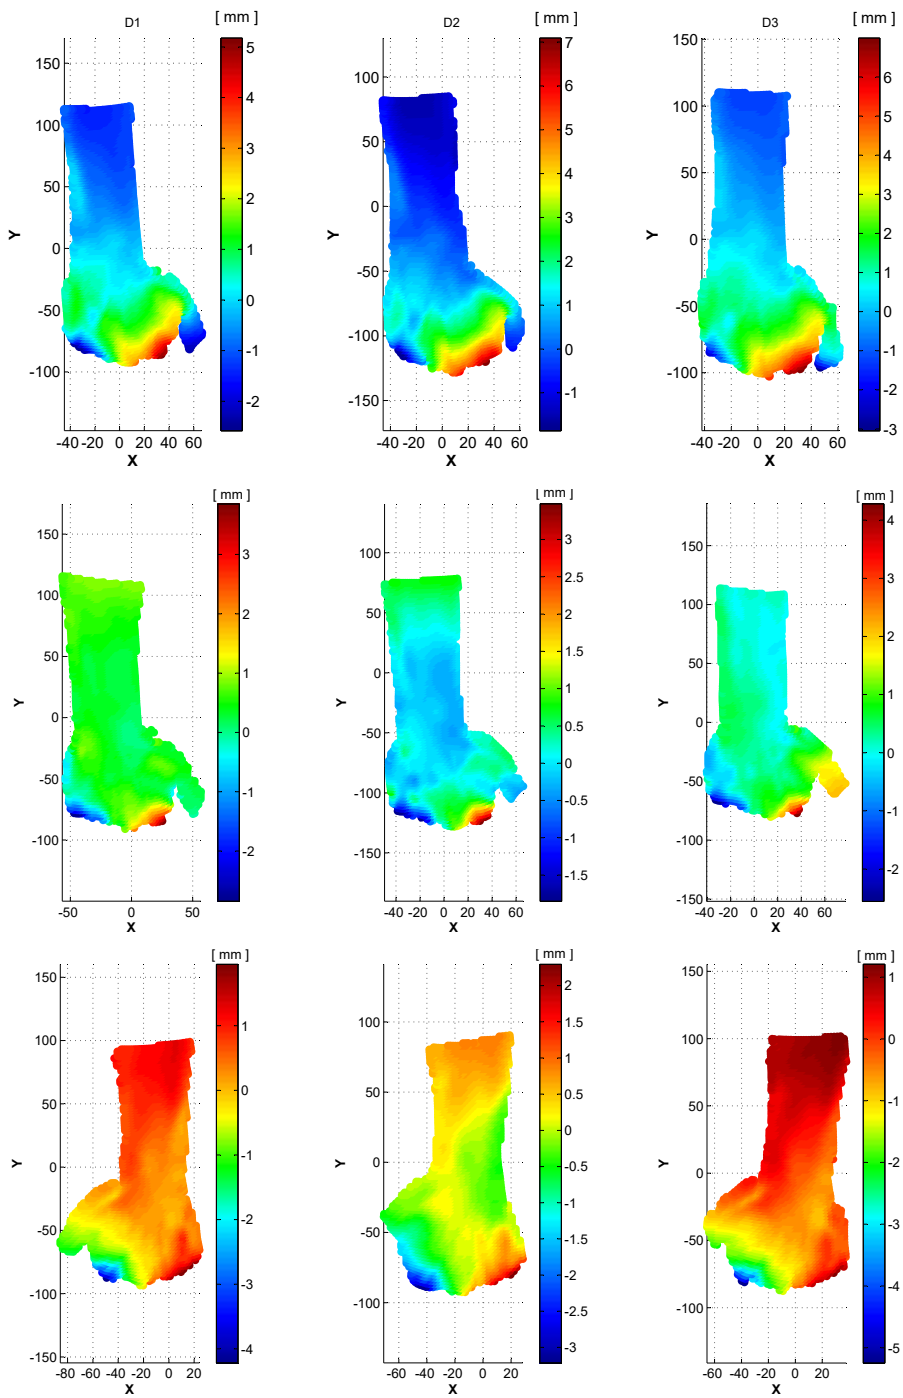 D1 [ mm ] D2 [ mm ] D3 [ mm ]
150 100 50 0 -50 -100
Y
-40 -20 0 20 40 60
X
5 4 3 2 1 0 -1 -2
100 50 0 -50 -100 -150
Y
-40 -20 0 20 40 60
X
7 6 5 4 3 2 1 0 -1
150 100 50 0 -50 -100
Y
-40 -20 0 20 40 60
X
6 5 4 3 2 1 0 -1 -2 -3
[ mm ] [ mm ] [ mm ]
150 100 50 0 -50 -100
Y
-50 0 50
X
3 2 1 0 -1 -2
100 50 0 -50 -100 -150
Y
-40 -20 0 20 40 60
X
3 2.5 2 1.5 1 0.5 0 -0.5 -1 -1.5
150 100 50 0 -50 -100 -150
Y
-40 -20 0 20 40 60
X
4 3 2 1 0 -1 -2
[ mm ] [ mm ] [ mm ]
150 100 50 0 -50 -100 -150
Y
-80 -60 -40 -20 0 20
X
1 0 -1 -2 -3 -4
100 50 0 -50 -100
Y
-60 -40 -20 0 20
X
2 1.5 1 0.5 0 -0.5 -1 -1.5 -2 -2.5 -3
150 100 50 0 -50 -100
Y
-60 -40 -20 0 20
X
1 0 -1 -2 -3 -4 -5